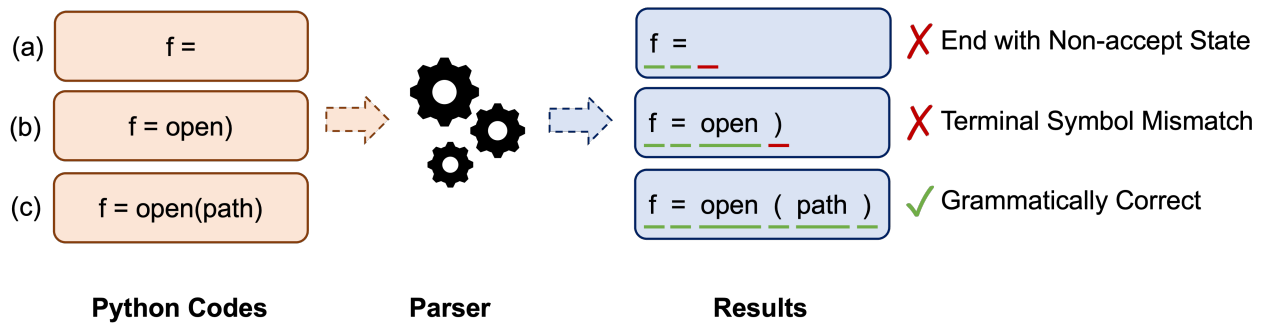 (a) f = f = End with Non-accept State
(b) f = open) f = open ) Terminal Symbol Mismatch
(c) f = open(path) f = open ( path ) Grammatically Correct
Python Codes Parser Results